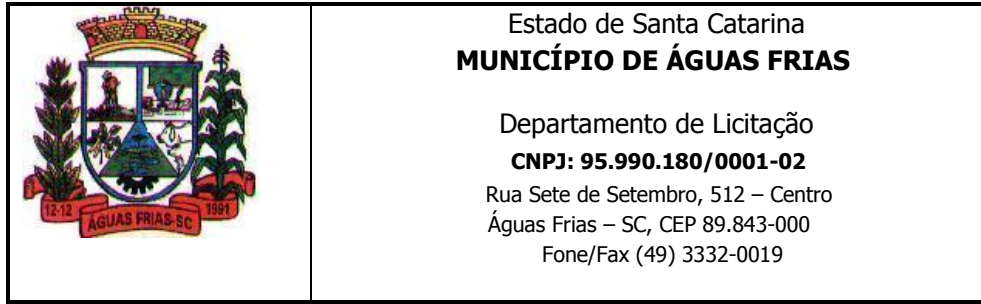 Estado de Santa Catarina
MUNICÍPIO DE ÁGUAS FRIAS
Departamento de Licitação
CNPJ: 95.990.180/0001-02
Rua Sete de Setembro, 512 – Centro
Águas Frias – SC, CEP 89.843-000
Fone/Fax (49) 3332-0019
12-12
ÁGUAS FRIAS-SC
1991